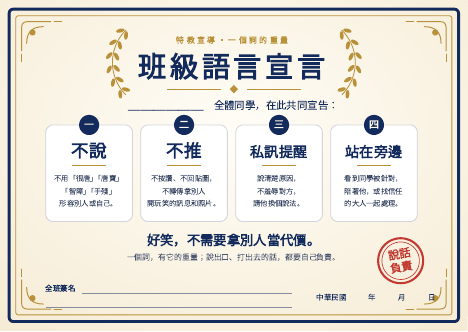 特教宣導・一個詞的重量
班級語言宣言
全體同學，在此共同宣告：
一
不說
不用「很唐」「唐寶」
「智障」「手殘」
形容別人或自己。
二
不推
不按讚、不回貼圖，
不轉傳拿別人
開玩笑的訊息和照片。
三
私訊提醒
說清楚原因，
不羞辱對方，
請他換個說法。
四
站在旁邊
看到同學被針對，
陪著他，或找信任
的大人一起處理。
好笑，不需要拿別人當代價。
一個詞，有它的重量；說出口、打出去的話，都要自己負責。
說話
負責
全班簽名
中華民國 年 月 日